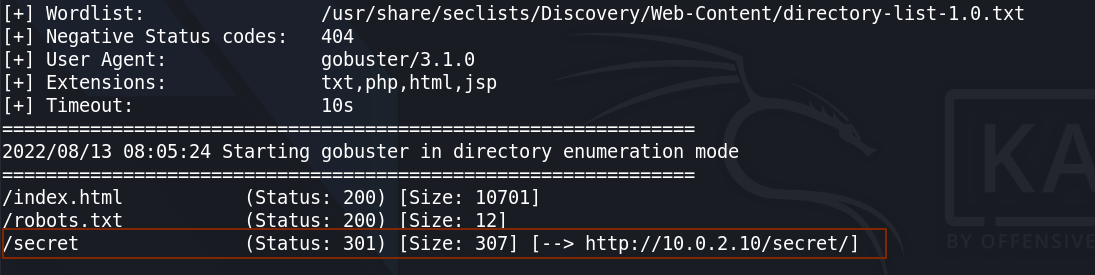 [+] Wordlist: /usr/share/seclists/Discovery/Web-Content/directory-list-1.0.txt
[+] Negative Status codes: 404
[+] User Agent: gobuster/3.1.0
[+] Extensions: txt,php,html,jsp
[+] Timeout: 10s
===============================================================
2022/08/13 08:05:24 Starting gobuster in directory enumeration mode
===============================================================
/index.html (Status: 200) [Size: 10701]
/robots.txt (Status: 200) [Size: 12]
/secret (Status: 301) [Size: 307] [--> http://10.0.2.10/secret/]
KA
BY OFFENSIVE